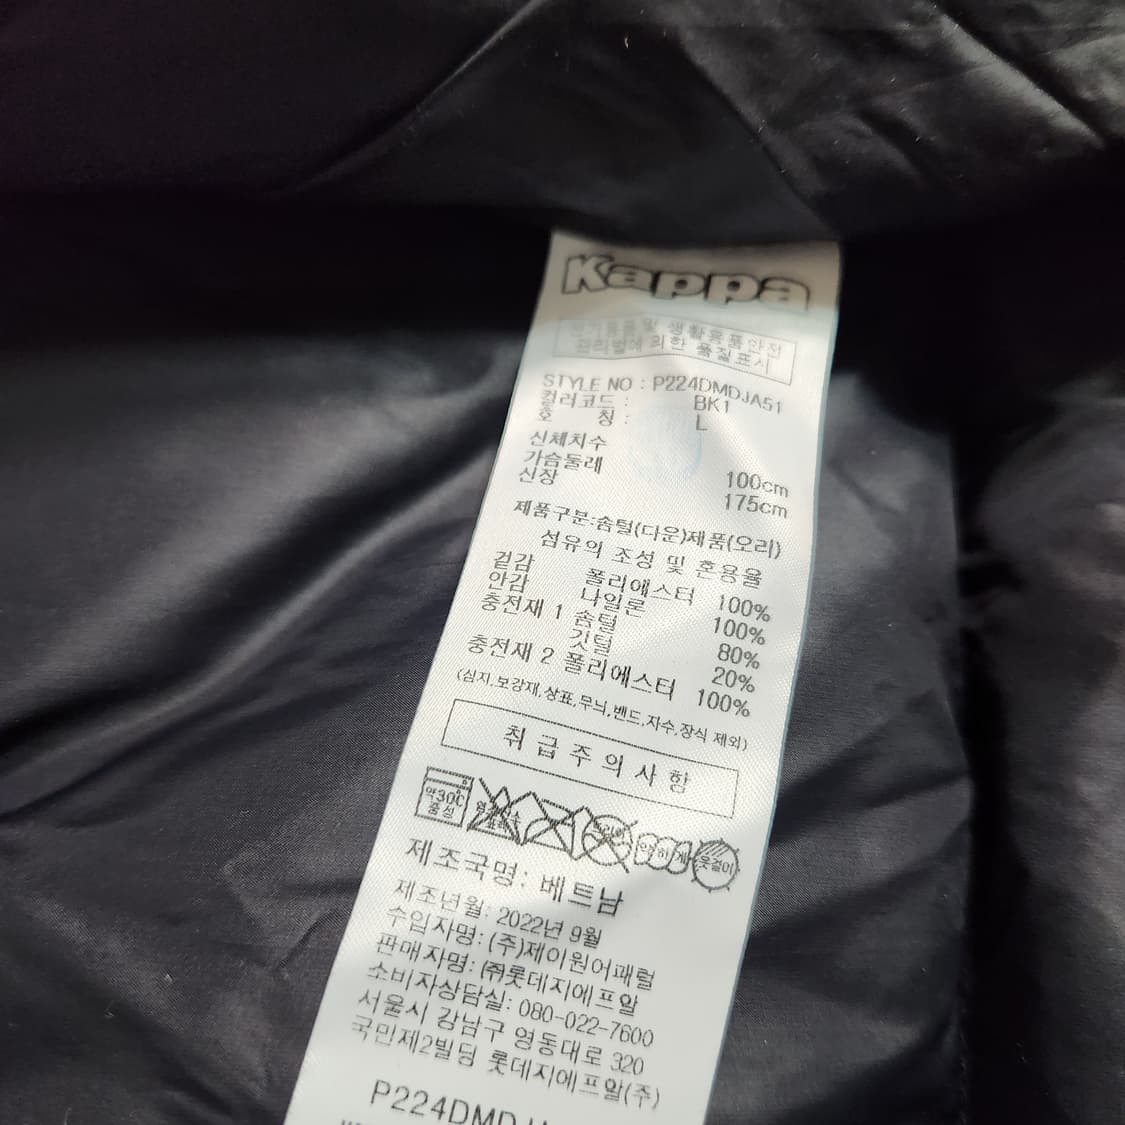 Kappa
전기용품 및 생활용품안전
관리법에 의한 품질표시
STYLE NO : P224DMDJA51
컬러코드 : BK1
호 칭 : L
신체치수
가슴둘레 100cm
신장 175cm
제품구분:솜털(다운)제품(오리)
섬유의 조성 및 혼용율
겉감 폴리에스터 100%
안감 나일론 100%
충전재 1 솜털 80%
깃털 20%
충전재 2 폴리에스터 100%
(심지,보강재,상표,무늬,밴드,자수,장식 제외)
취급주의사항
약30℃
중성
옷걸이
제조국명: 베트남
제조년월: 2022년 9월
수입자명: (주)제이원어패럴
판매자명: ㈜롯데지에프알
소비자상담실: 080-022-7600
서울시 강남구 영동대로 320
국민제2빌딩 롯데지에프알(주)